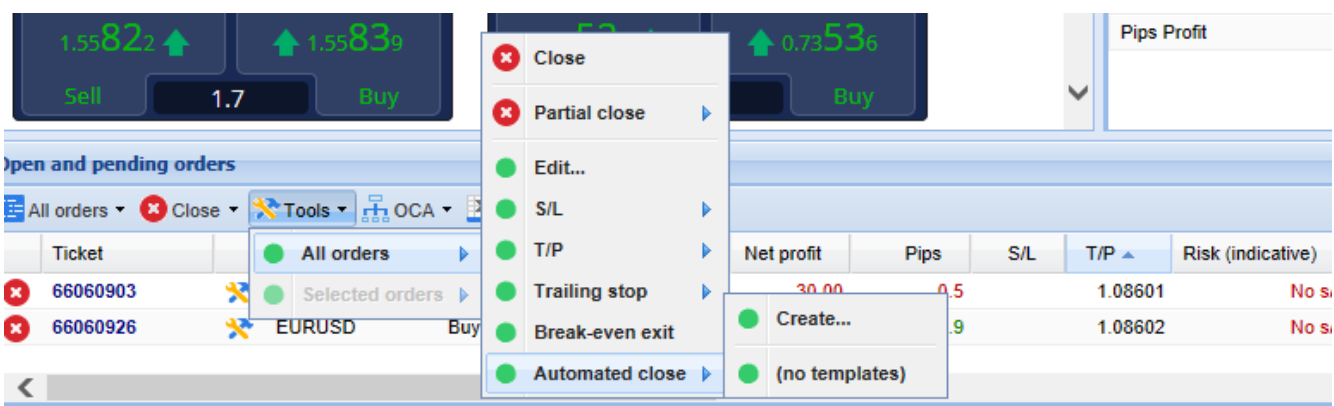 1.55822 1.55839 0.73536
Sell 1.7 Buy Buy
Pips Profit
Close
Partial close
Edit...
S/L
T/P
Trailing stop
Break-even exit
Automated close
Open and pending orders
All orders Close Tools OCA
All orders
Selected orders
Create...
(no templates)
Ticket Net profit Pips S/L T/P Risk (indicative)
66060903 30.00 0.5 1.08601 No
66060926 EURUSD Buy 1.08602 No